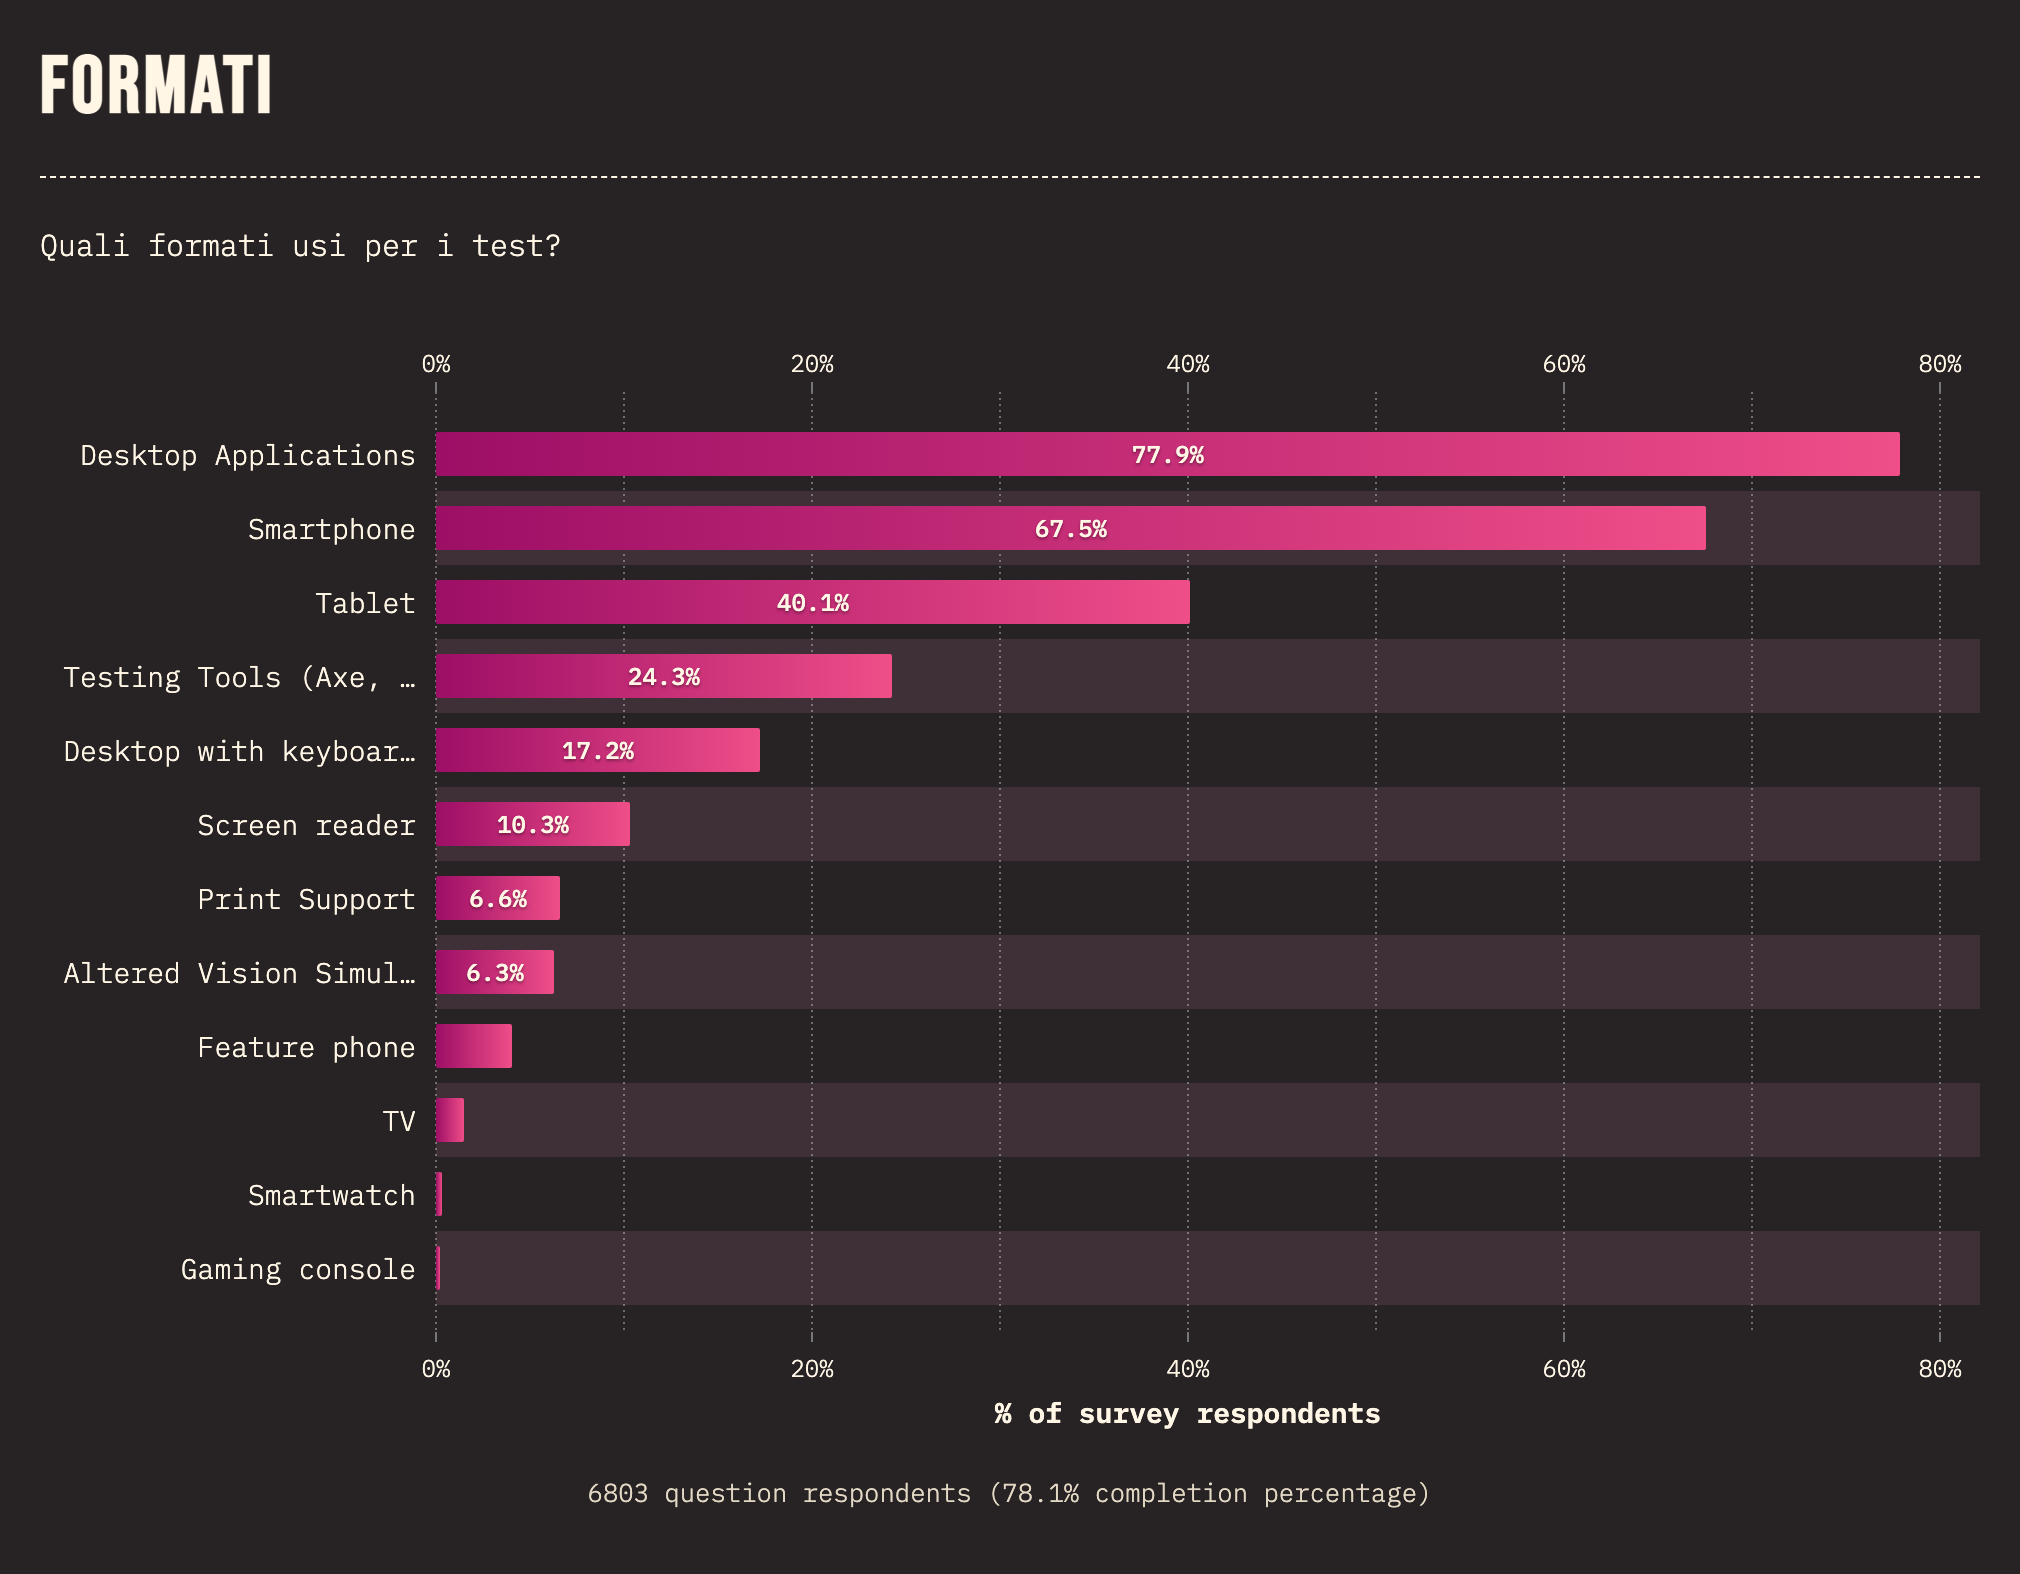 FORMATI
Quali formati usi per i test?
0% 20% 40% 60% 80%
Desktop Applications 77.9%
Smartphone 67.5%
Tablet 40.1%
Testing Tools (Axe, … 24.3%
Desktop with keyboar… 17.2%
Screen reader 10.3%
Print Support 6.6%
Altered Vision Simul… 6.3%
Feature phone
TV
Smartwatch
Gaming console
0% 20% 40% 60% 80%
% of survey respondents
6803 question respondents (78.1% completion percentage)